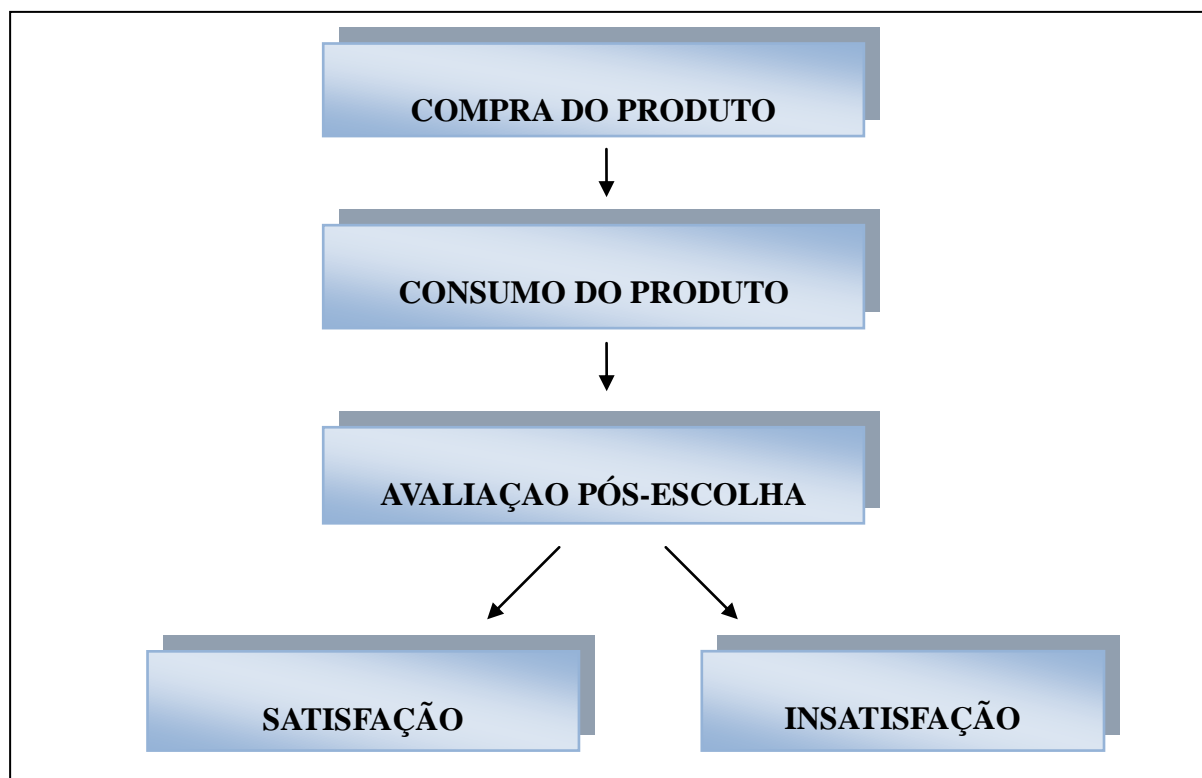 COMPRA DO PRODUTO
CONSUMO DO PRODUTO
AVALIAÇAO PÓS-ESCOLHA
SATISFAÇÃO
INSATISFAÇÃO